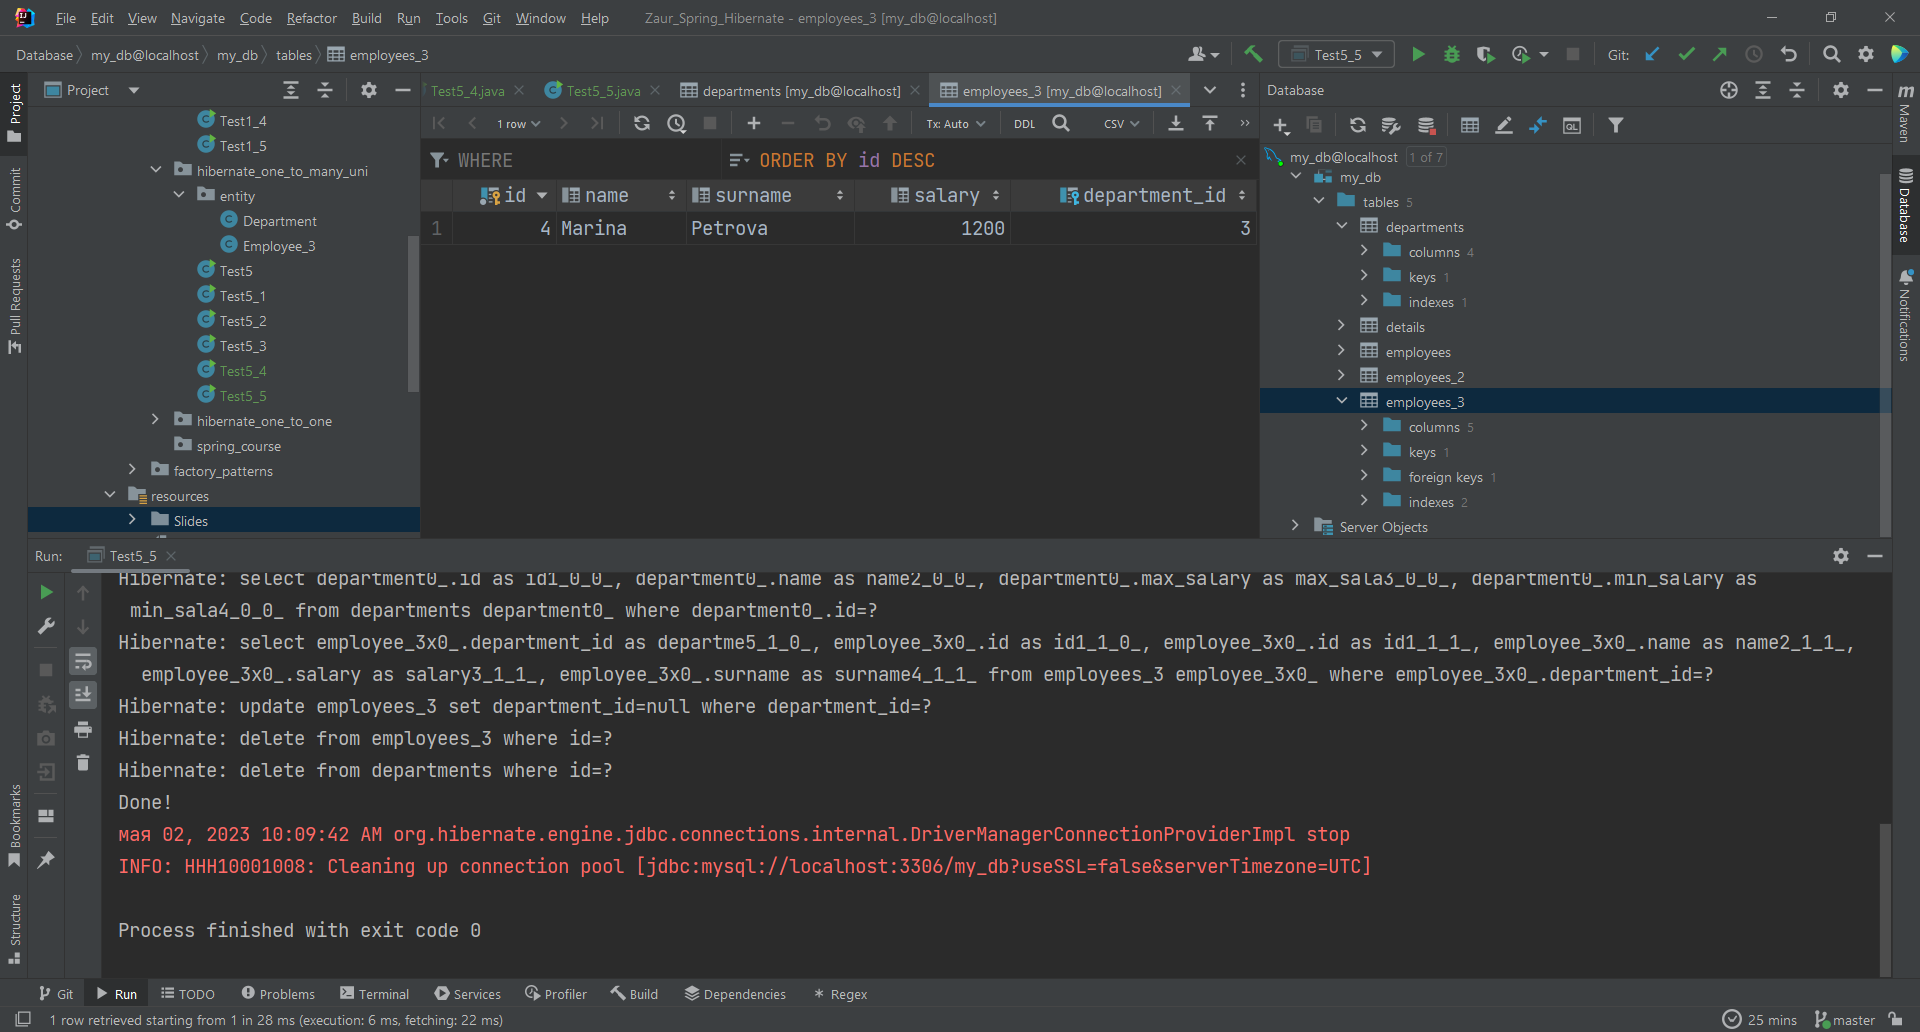 File Edit View Navigate Code Refactor Build Run Tools Git Window Help Zaur_Spring_Hibernate - employees_3 [my_db@localhost]
Database my_db@localhost my_db tables employees_3 Test5_5 Git:
Project
Test1_4
Test1_5
hibernate_one_to_many_uni
entity
Department
Employee_3
Test5
Test5_1
Test5_2
Test5_3
Test5_4
Test5_5
hibernate_one_to_one
spring_course
factory_patterns
resources
Slides
Test5_4.java Test5_5.java departments [my_db@localhost] employees_3 [my_db@localhost]
1 row Tx: Auto DDL CSV
WHERE ORDER BY id DESC
id name surname salary department_id
1 4 Marina Petrova 1200 3
Database
my_db@localhost 1 of 7
my_db
tables 5
departments
columns 4
keys 1
indexes 1
details
employees
employees_2
employees_3
columns 5
keys 1
foreign keys 1
indexes 2
Server Objects
Project
Commit
Pull Requests
Bookmarks
Structure
Maven
Database
Notifications
Run: Test5_5
Hibernate: select department0_.id as id1_0_0_, department0_.name as name2_0_0_, department0_.max_salary as max_sala3_0_0_, department0_.min_salary as
min_sala4_0_0_ from departments department0_ where department0_.id=?
Hibernate: select employee_3x0_.department_id as departme5_1_0_, employee_3x0_.id as id1_1_0_, employee_3x0_.id as id1_1_1_, employee_3x0_.name as name2_1_1_,
employee_3x0_.salary as salary3_1_1_, employee_3x0_.surname as surname4_1_1_ from employees_3 employee_3x0_ where employee_3x0_.department_id=?
Hibernate: update employees_3 set department_id=null where department_id=?
Hibernate: delete from employees_3 where id=?
Hibernate: delete from departments where id=?
Done!
мая 02, 2023 10:09:42 AM org.hibernate.engine.jdbc.connections.internal.DriverManagerConnectionProviderImpl stop
INFO: HHH10001008: Cleaning up connection pool [jdbc:mysql://localhost:3306/my_db?useSSL=false&serverTimezone=UTC]
Process finished with exit code 0
Git Run TODO Problems Terminal Services Profiler Build Dependencies Regex
1 row retrieved starting from 1 in 28 ms (execution: 6 ms, fetching: 22 ms) 25 mins master